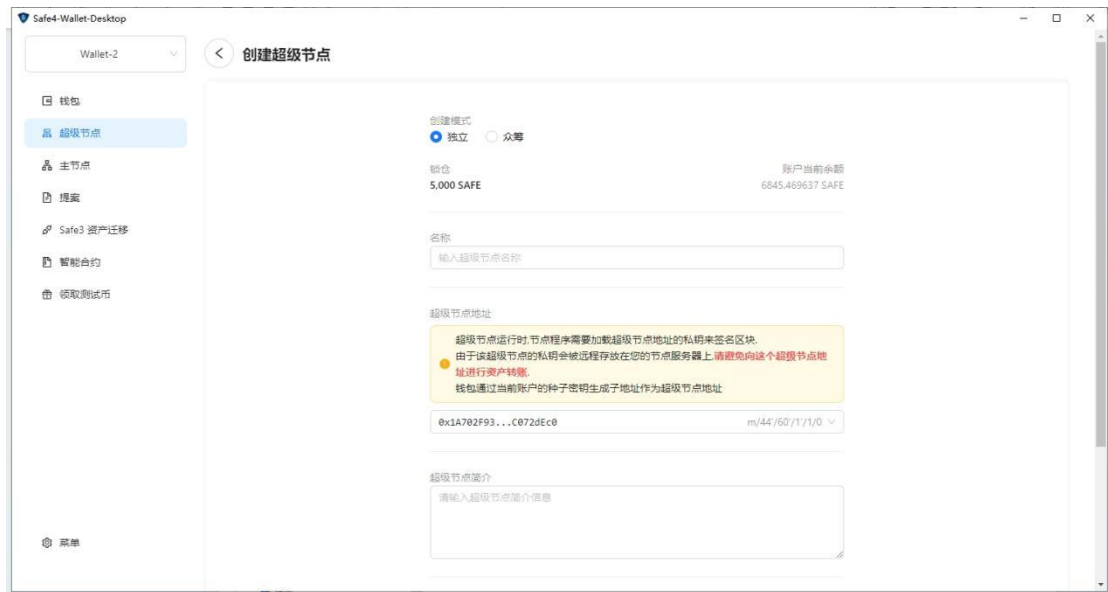 Safe4-Wallet-Desktop
Wallet-2
创建超级节点
钱包
超级节点
主节点
提案
Safe3 资产迁移
智能合约
领取测试币
菜单
创建模式
独立 众筹
锁仓 账户当前余额
5,000 SAFE 6845.469637 SAFE
名称
输入超级节点名称
超级节点地址
超级节点运行时,节点程序需要加载超级节点地址的私钥来签名区块.
由于该超级节点的私钥会被远程存放在您的节点服务器上,请避免向这个超级节点地
址进行资产转账.
钱包通过当前账户的种子密钥生成子地址作为超级节点地址
0x1A702F93...C072dEc0 m/44'/60'/1'/1/0
超级节点简介
请输入超级节点简介信息